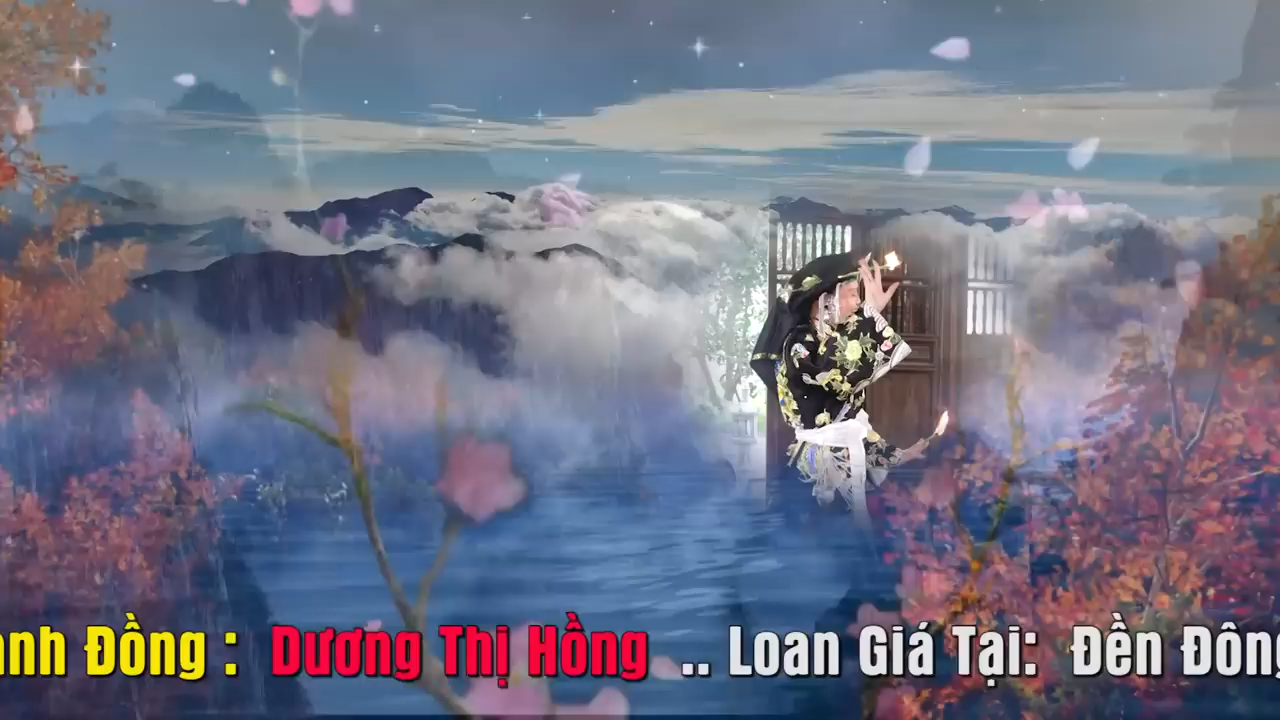 anh Đồng : Dương Thị Hồng .. Loan Giá Tại: Đền Đông